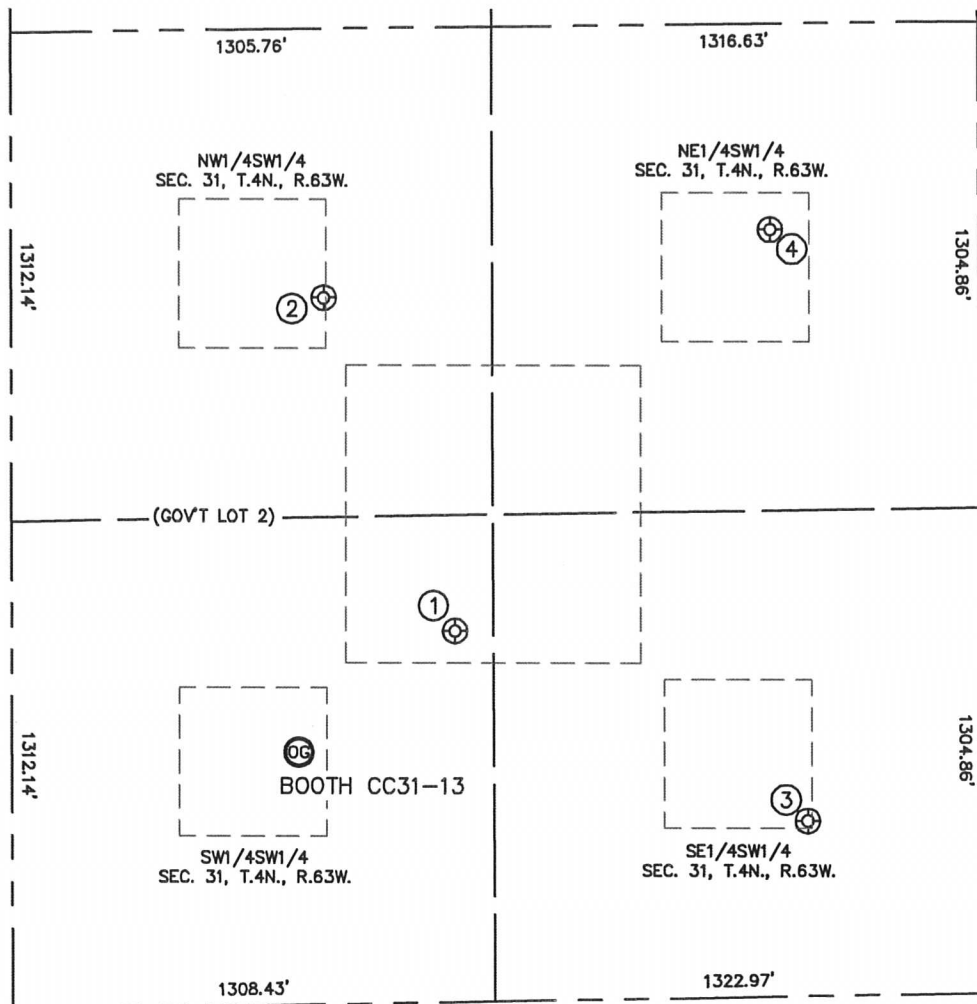 1305.76'
1316.63'
NW1/4SW1/4
SEC. 31, T.4N., R.63W.
NE1/4SW1/4
SEC. 31, T.4N., R.63W.
1312.14'
1304.86'
2
4
(GOV'T LOT 2)
1
1312.14'
1304.86'
OG
BOOTH CC31-13
3
SW1/4SW1/4
SEC. 31, T.4N., R.63W.
SE1/4SW1/4
SEC. 31, T.4N., R.63W.
1308.43'
1322.97'